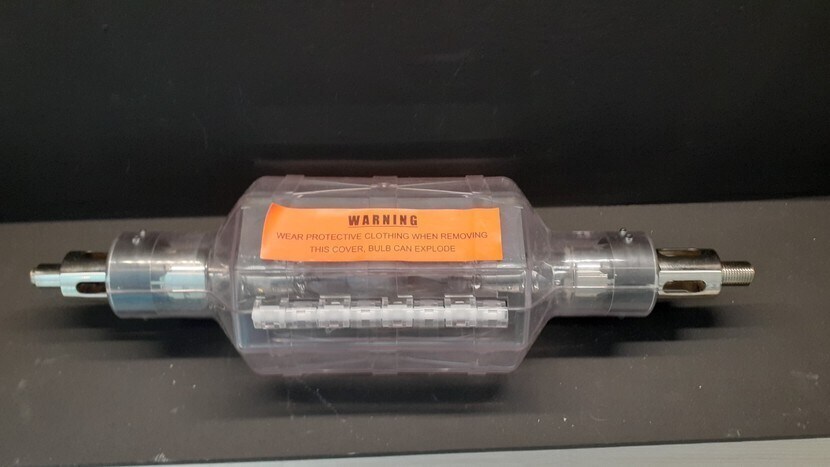 WARNING
WEAR PROTECTIVE CLOTHING WHEN REMOVING
THIS COVER, BULB CAN EXPLODE